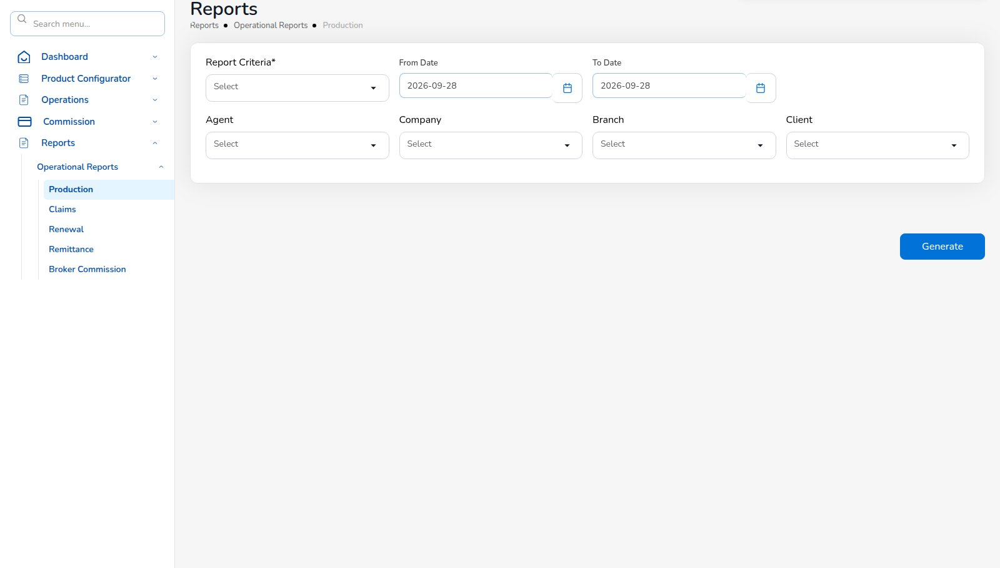 Search menu...
Dashboard
Product Configurator
Operations
Commission
Reports
Operational Reports
Production
Claims
Renewal
Remittance
Broker Commission
Reports
Reports • Operational Reports • Production
Report Criteria* From Date To Date
Select 2026-09-28 2026-09-28
Agent Company Branch Client
Select Select Select Select
Generate